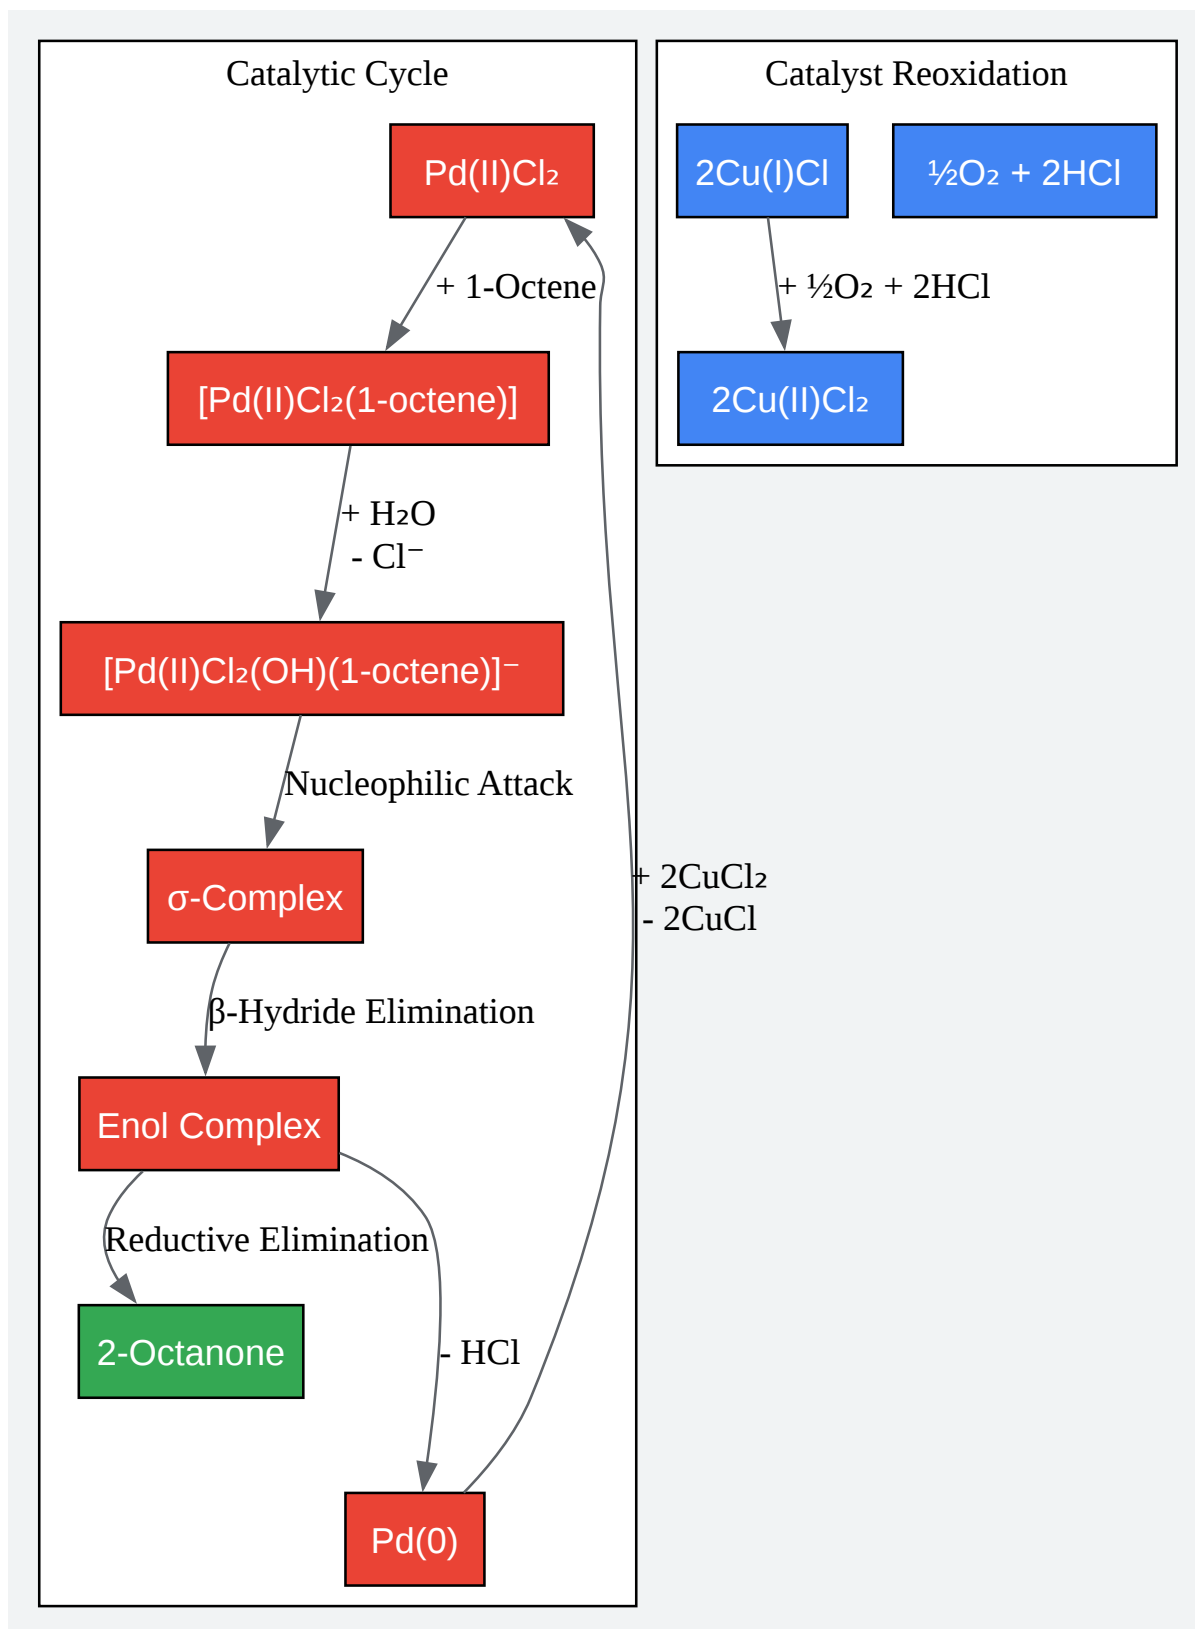 Catalytic Cycle
Pd(II)Cl₂
+ 1-Octene
[Pd(II)Cl₂(1-octene)]
+ H₂O
- Cl⁻
[Pd(II)Cl₂(OH)(1-octene)]⁻
Nucleophilic Attack
σ-Complex
β-Hydride Elimination
Enol Complex
Reductive Elimination
2-Octanone
- HCl
Pd(0)
+ 2CuCl₂
- 2CuCl
Catalyst Reoxidation
2Cu(I)Cl
½O₂ + 2HCl
+ ½O₂ + 2HCl
2Cu(II)Cl₂